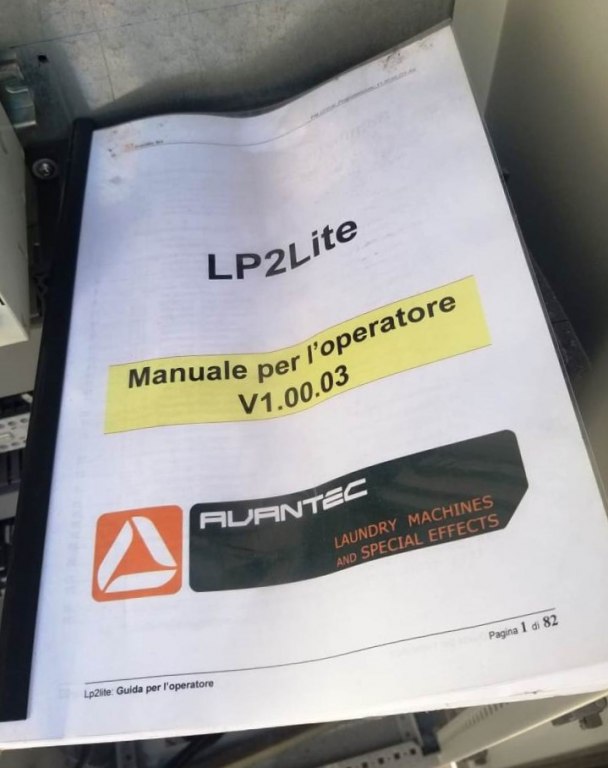 LP2Lite
Manuale per l'operatore
V1.00.03
AVANTEC
LAUNDRY MACHINES
AND SPECIAL EFFECTS
Pagina 1 di 82
Lp2lite: Guida per l'operatore